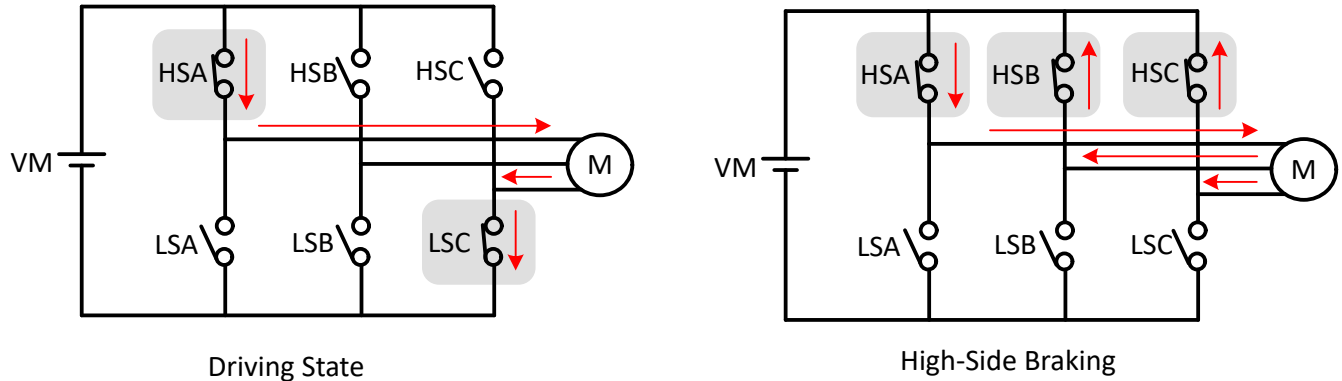 HSA HSB HSC
VM M
LSA LSB LSC
Driving State
HSA HSB HSC
VM M
LSA LSB LSC
High-Side Braking